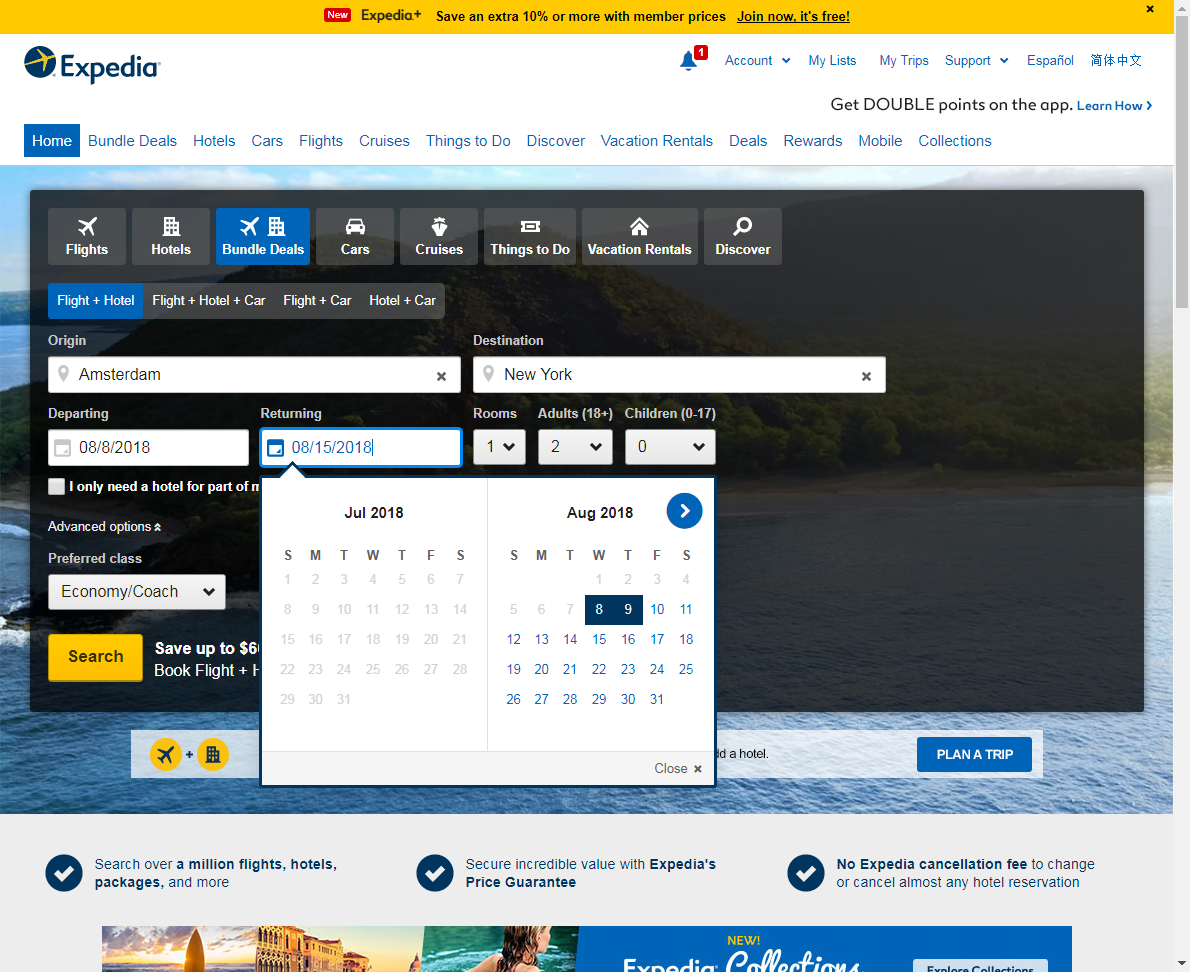 New Expedia+ Save an extra 10% or more with member prices Join now, it's free!
Expedia
1 Account My Lists My Trips Support Español 简体中文
Get DOUBLE points on the app. Learn How
Home Bundle Deals Hotels Cars Flights Cruises Things to Do Discover Vacation Rentals Deals Rewards Mobile Collections
Flights Hotels Bundle Deals Cars Cruises Things to Do Vacation Rentals Discover
Flight + Hotel Flight + Hotel + Car Flight + Car Hotel + Car
Origin Destination
Amsterdam New York
Departing Returning Rooms Adults (18+) Children (0-17)
08/8/2018 08/15/2018 1 2 0
I only need a hotel for part of m
Advanced options
Preferred class
Economy/Coach
Search
Save up to $6
Book Flight + H
Jul 2018
S M T W T F S
1 2 3 4 5 6 7
8 9 10 11 12 13 14
15 16 17 18 19 20 21
22 23 24 25 26 27 28
29 30 31
Aug 2018
S M T W T F S
1 2 3 4
5 6 7 8 9 10 11
12 13 14 15 16 17 18
19 20 21 22 23 24 25
26 27 28 29 30 31
Close
+ dd a hotel. PLAN A TRIP
Search over a million flights, hotels,
packages, and more
Secure incredible value with Expedia's
Price Guarantee
No Expedia cancellation fee to change
or cancel almost any hotel reservation
NEW!
Expedia Collections
Explore Collections